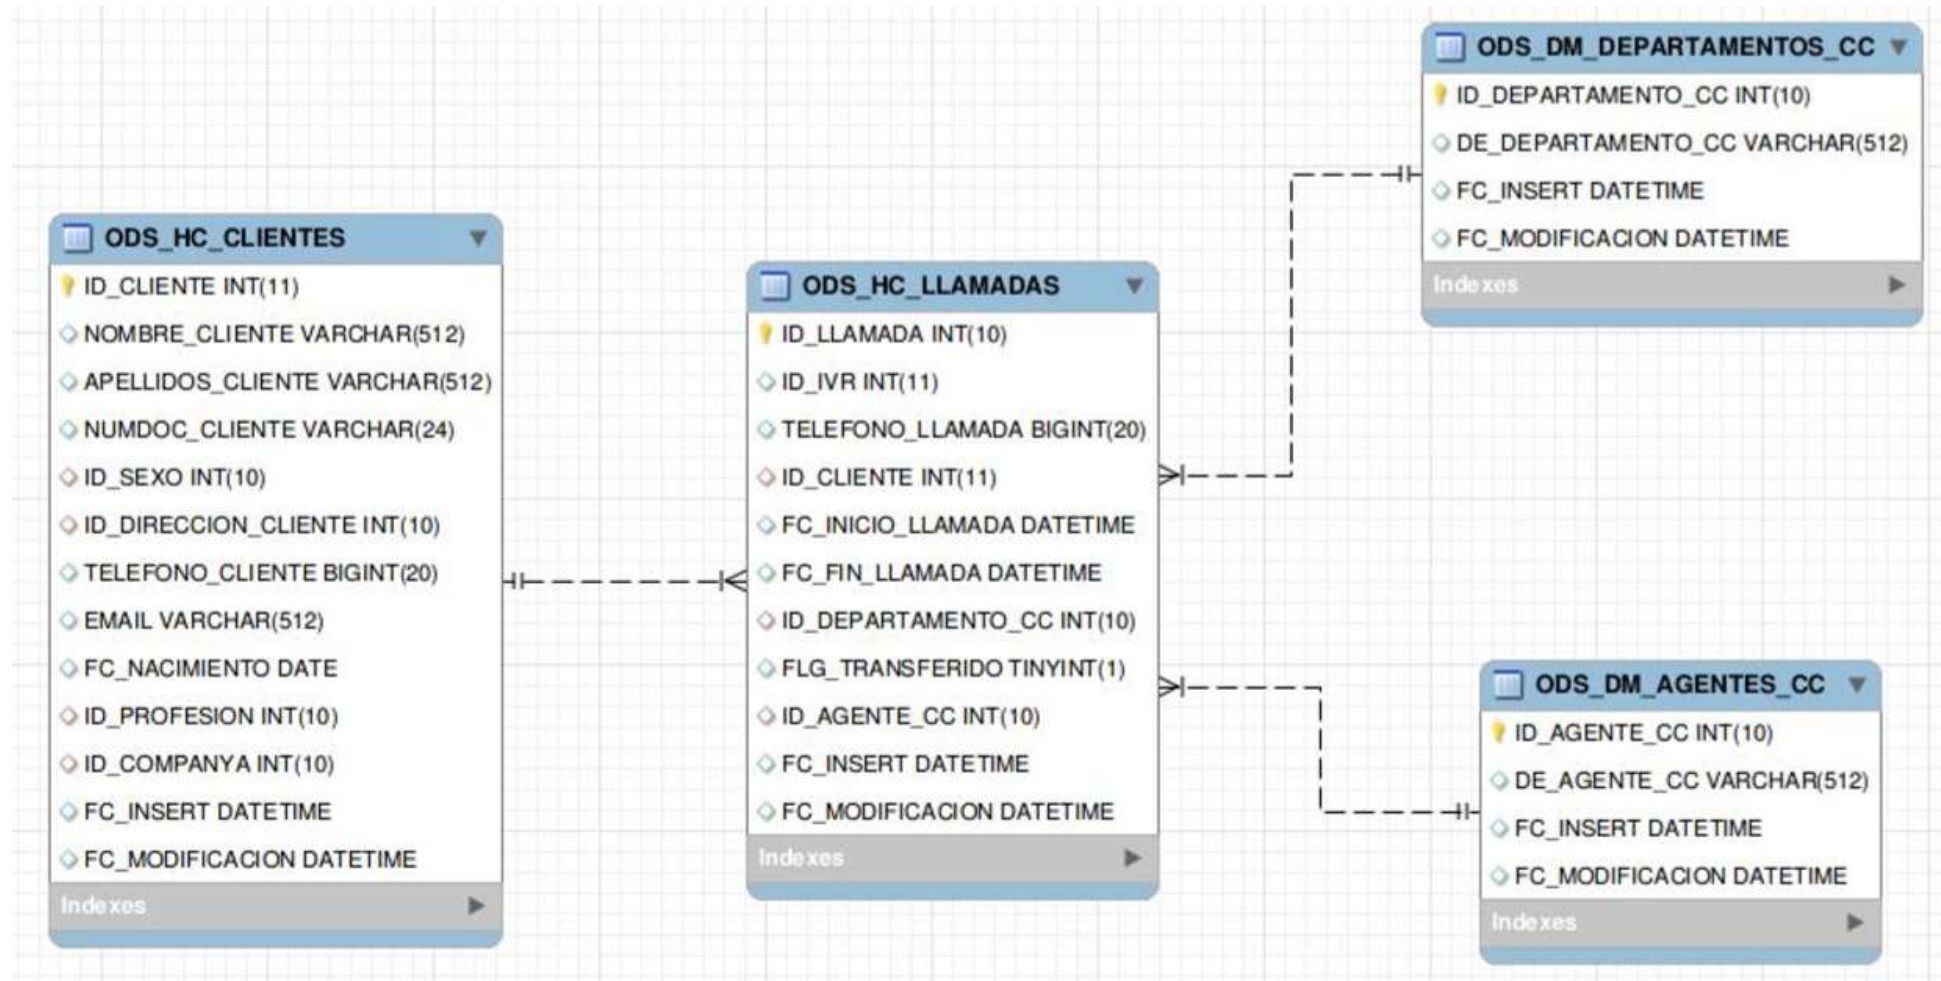 ODS_DM_DEPARTAMENTOS_CC
ID_DEPARTAMENTO_CC INT(10)
DE_DEPARTAMENTO_CC VARCHAR(512)
FC_INSERT DATETIME
FC_MODIFICACION DATETIME
Indexes
ODS_HC_CLIENTES
ID_CLIENTE INT(11)
NOMBRE_CLIENTE VARCHAR(512)
APELLIDOS_CLIENTE VARCHAR(512)
NUMDOC_CLIENTE VARCHAR(24)
ID_SEXO INT(10)
ID_DIRECCION_CLIENTE INT(10)
TELEFONO_CLIENTE BIGINT(20)
EMAIL VARCHAR(512)
FC_NACIMIENTO DATE
ID_PROFESION INT(10)
ID_COMPANYA INT(10)
FC_INSERT DATETIME
FC_MODIFICACION DATETIME
Indexes
ODS_HC_LLAMADAS
ID_LLAMADA INT(10)
ID_IVR INT(11)
TELEFONO_LLAMADA BIGINT(20)
ID_CLIENTE INT(11)
FC_INICIO_LLAMADA DATETIME
FC_FIN_LLAMADA DATETIME
ID_DEPARTAMENTO_CC INT(10)
FLG_TRANSFERIDO TINYINT(1)
ID_AGENTE_CC INT(10)
FC_INSERT DATETIME
FC_MODIFICACION DATETIME
Indexes
ODS_DM_AGENTES_CC
ID_AGENTE_CC INT(10)
DE_AGENTE_CC VARCHAR(512)
FC_INSERT DATETIME
FC_MODIFICACION DATETIME
Indexes